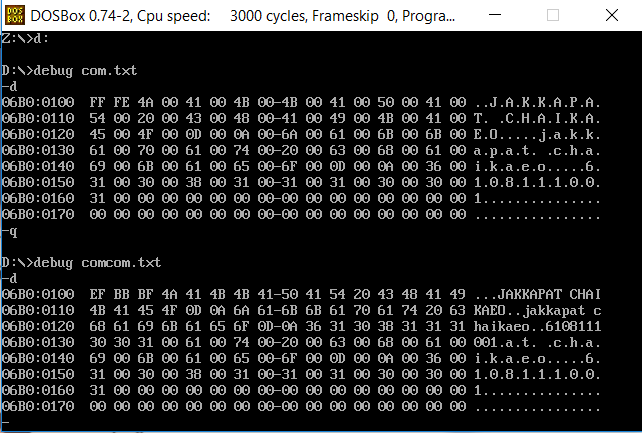 DOS BOX DOSBox 0.74-2, Cpu speed: 3000 cycles, Frameskip 0, Progra...
Z:\>d:
D:\>debug com.txt
-d
06B0:0100 FF FE 4A 00 41 00 4B 00-4B 00 41 00 50 00 41 00 ..J.A.K.K.A.P.A.
06B0:0110 54 00 20 00 43 00 48 00-41 00 49 00 4B 00 41 00 T. .C.H.A.I.K.A.
06B0:0120 45 00 4F 00 0D 00 0A 00-6A 00 61 00 6B 00 6B 00 E.O.....j.a.k.k.
06B0:0130 61 00 70 00 61 00 74 00-20 00 63 00 68 00 61 00 a.p.a.t. .c.h.a.
06B0:0140 69 00 6B 00 61 00 65 00-6F 00 0D 00 0A 00 36 00 i.k.a.e.o.....6.
06B0:0150 31 00 30 00 38 00 31 00-31 00 31 00 30 00 30 00 1.0.8.1.1.1.0.0.
06B0:0160 31 00 00 00 00 00 00 00-00 00 00 00 00 00 00 00 1...............
06B0:0170 00 00 00 00 00 00 00 00-00 00 00 00 00 00 00 00 ................
-q
D:\>debug comcom.txt
-d
06B0:0100 EF BB BF 4A 41 4B 4B 41-50 41 54 20 43 48 41 49 ...JAKKAPAT CHAI
06B0:0110 4B 41 45 4F 0D 0A 6A 61-6B 6B 61 70 61 74 20 63 KAEO..jakkapat c
06B0:0120 68 61 69 6B 61 65 6F 0D-0A 36 31 30 38 31 31 31 haikaeo..6108111
06B0:0130 30 30 31 00 61 00 74 00-20 00 63 00 68 00 61 00 001.a.t. .c.h.a.
06B0:0140 69 00 6B 00 61 00 65 00-6F 00 0D 00 0A 00 36 00 i.k.a.e.o.....6.
06B0:0150 31 00 30 00 38 00 31 00-31 00 31 00 30 00 30 00 1.0.8.1.1.1.0.0.
06B0:0160 31 00 00 00 00 00 00 00-00 00 00 00 00 00 00 00 1...............
06B0:0170 00 00 00 00 00 00 00 00-00 00 00 00 00 00 00 00 ................
-